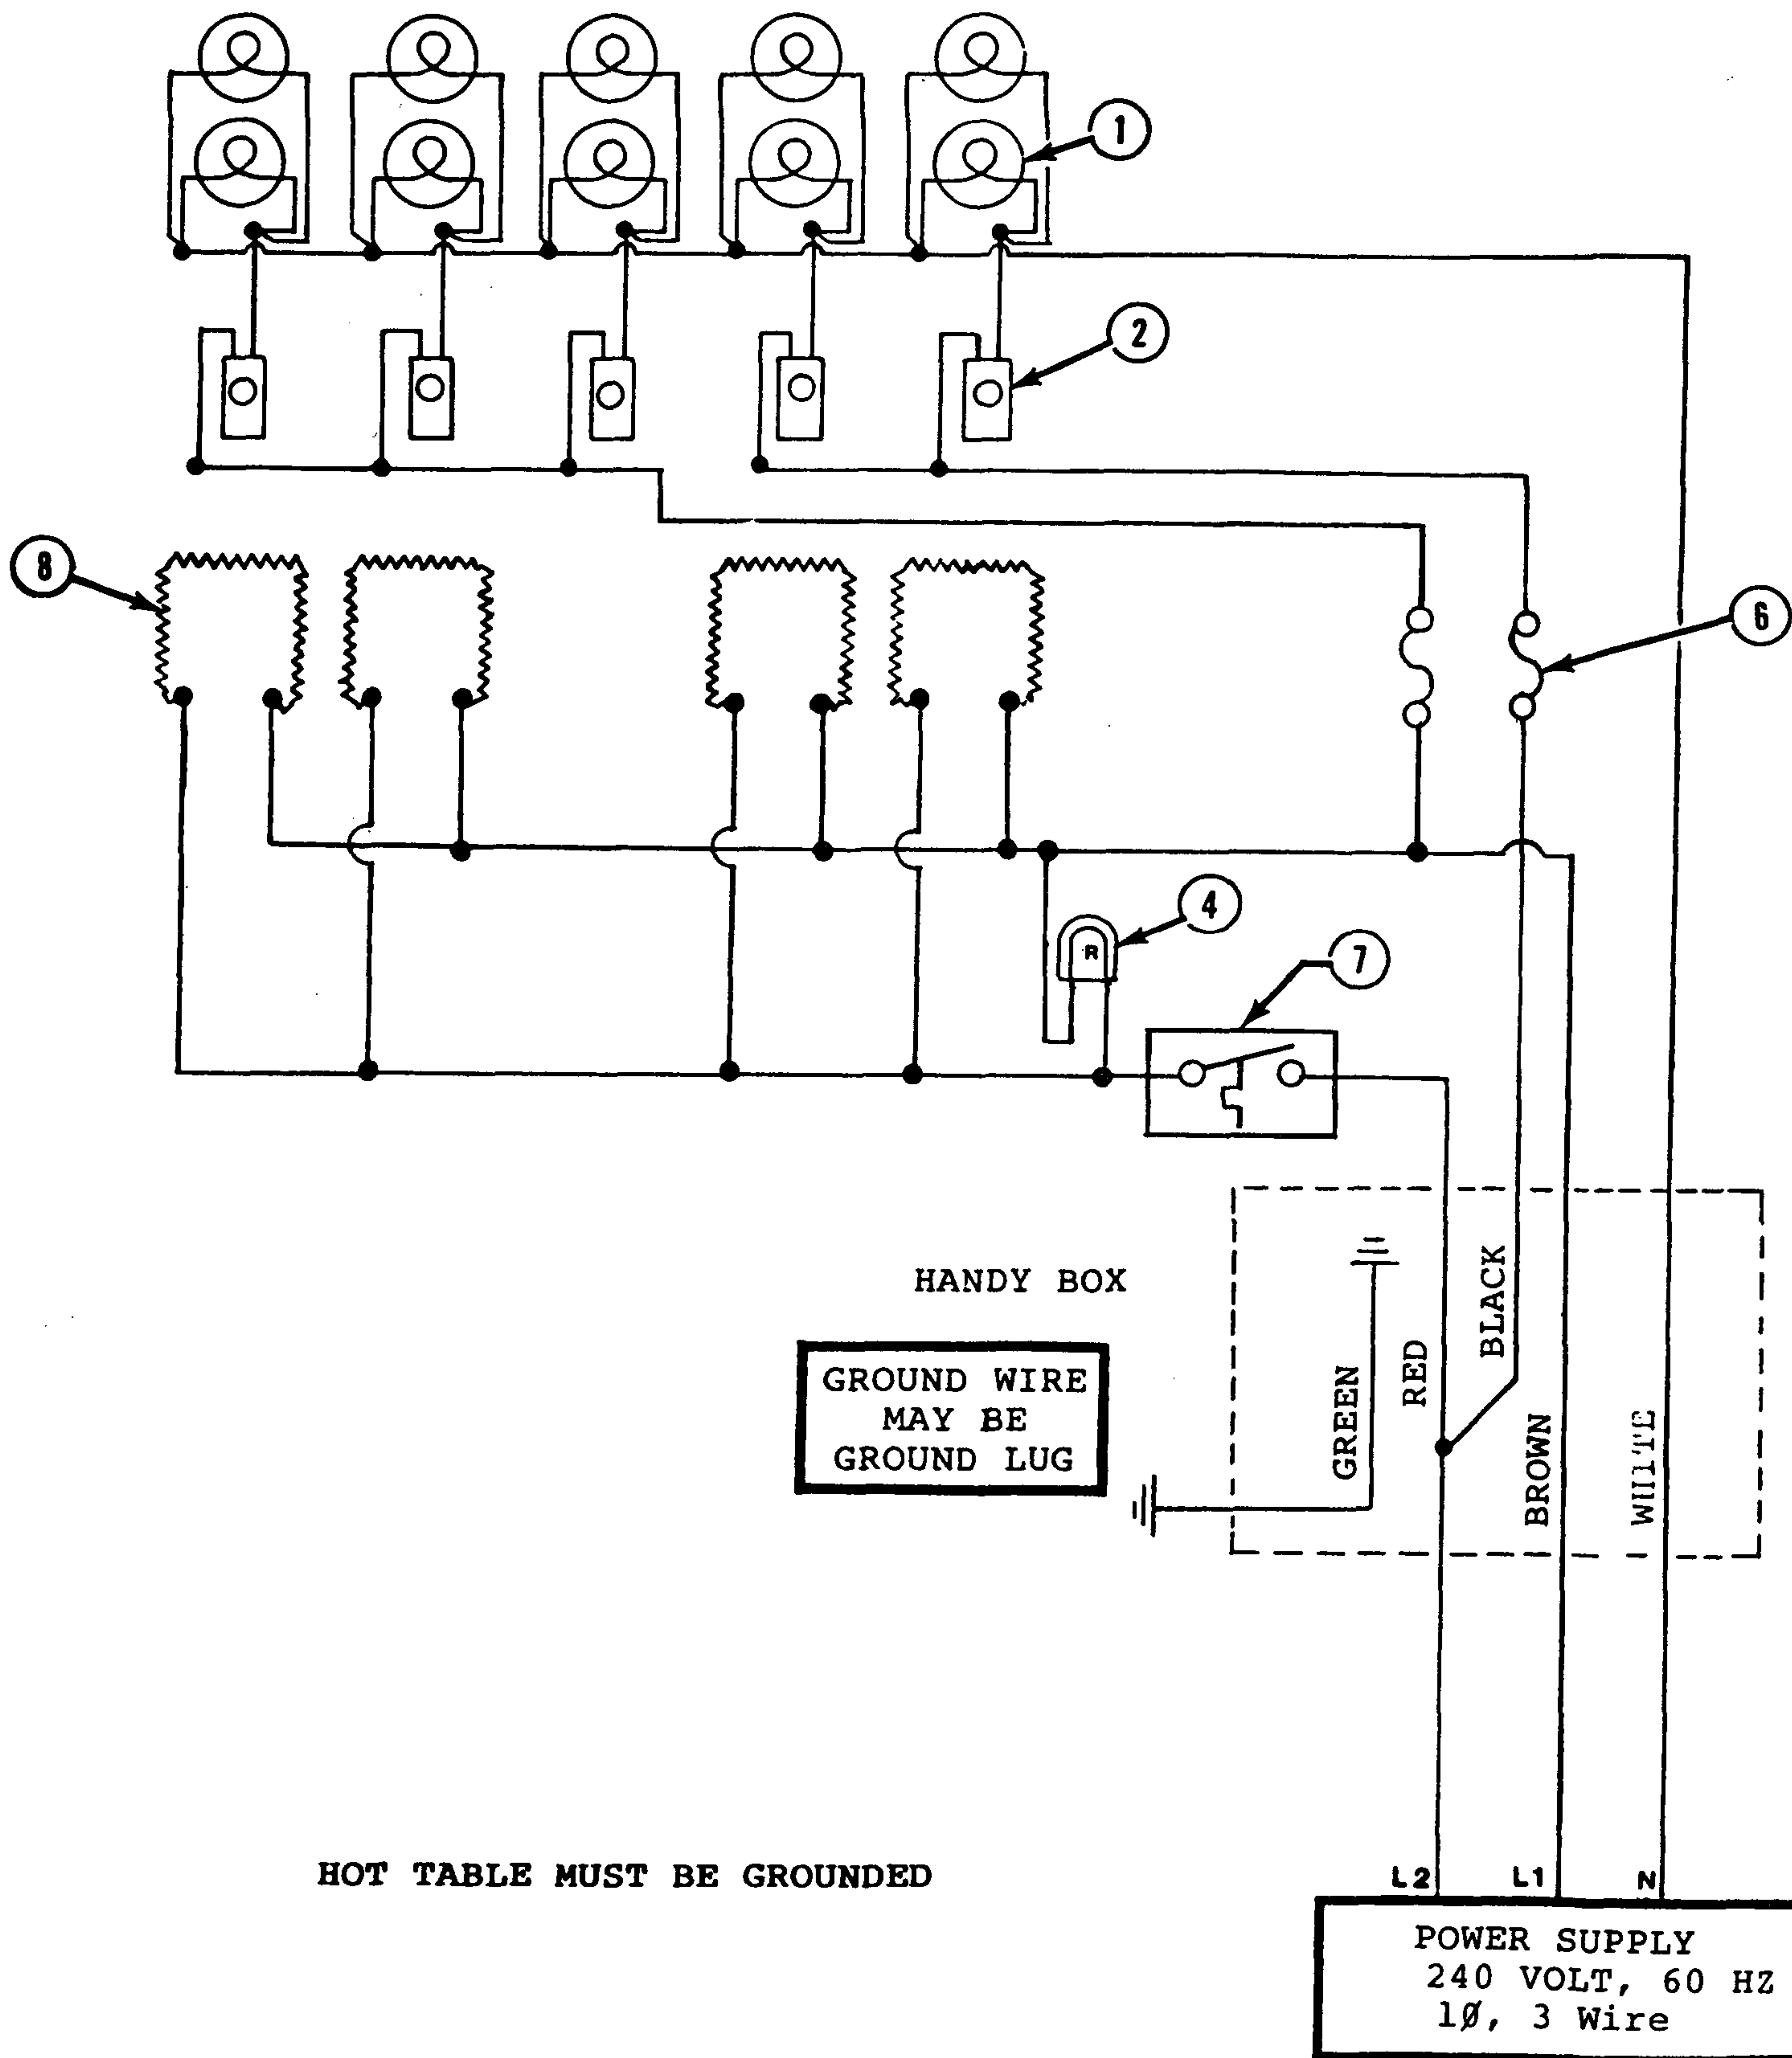 1
2
8
6
4
R
7
HANDY BOX
GROUND WIRE
MAY BE
GROUND LUG
GREEN
RED
BLACK
BROWN
WHITE
HOT TABLE MUST BE GROUNDED
L2 L1 N
POWER SUPPLY
240 VOLT, 60 HZ
1Ø, 3 Wire